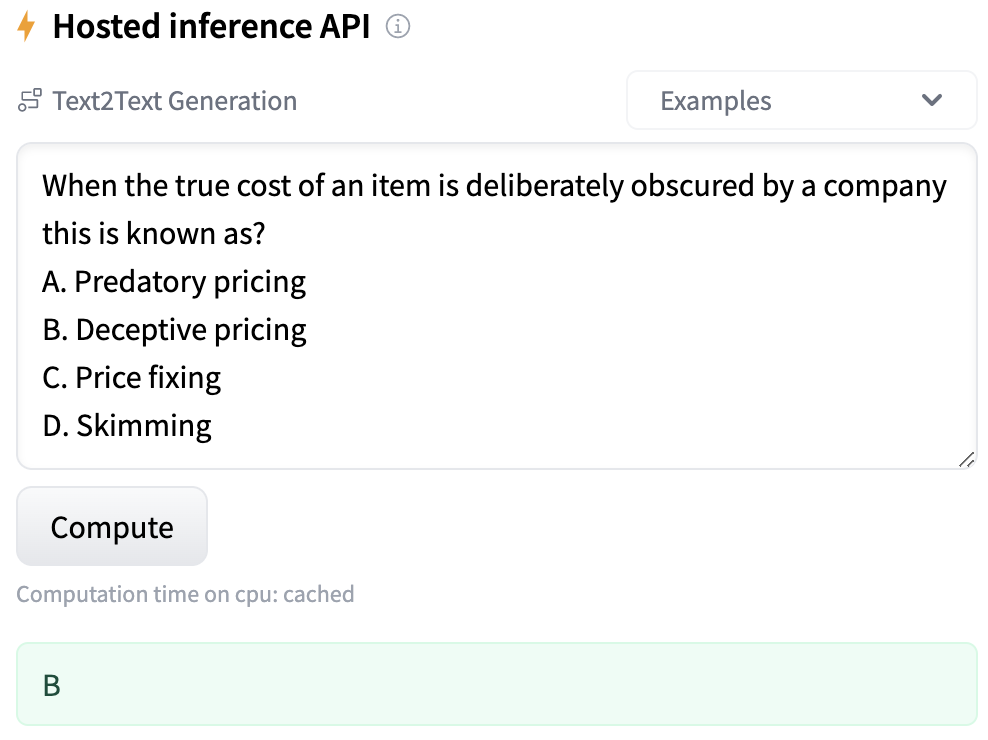 Hosted inference API
Text2Text Generation
Examples
When the true cost of an item is deliberately obscured by a company
this is known as?
A. Predatory pricing
B. Deceptive pricing
C. Price fixing
D. Skimming
Compute
Computation time on cpu: cached
B